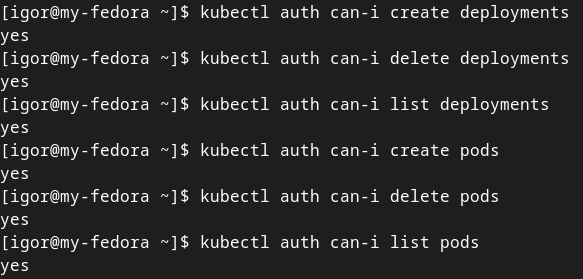 [igor@my-fedora ~]$ kubectl auth can-i create deployments
yes
[igor@my-fedora ~]$ kubectl auth can-i delete deployments
yes
[igor@my-fedora ~]$ kubectl auth can-i list deployments
yes
[igor@my-fedora ~]$ kubectl auth can-i create pods
yes
[igor@my-fedora ~]$ kubectl auth can-i delete pods
yes
[igor@my-fedora ~]$ kubectl auth can-i list pods
yes